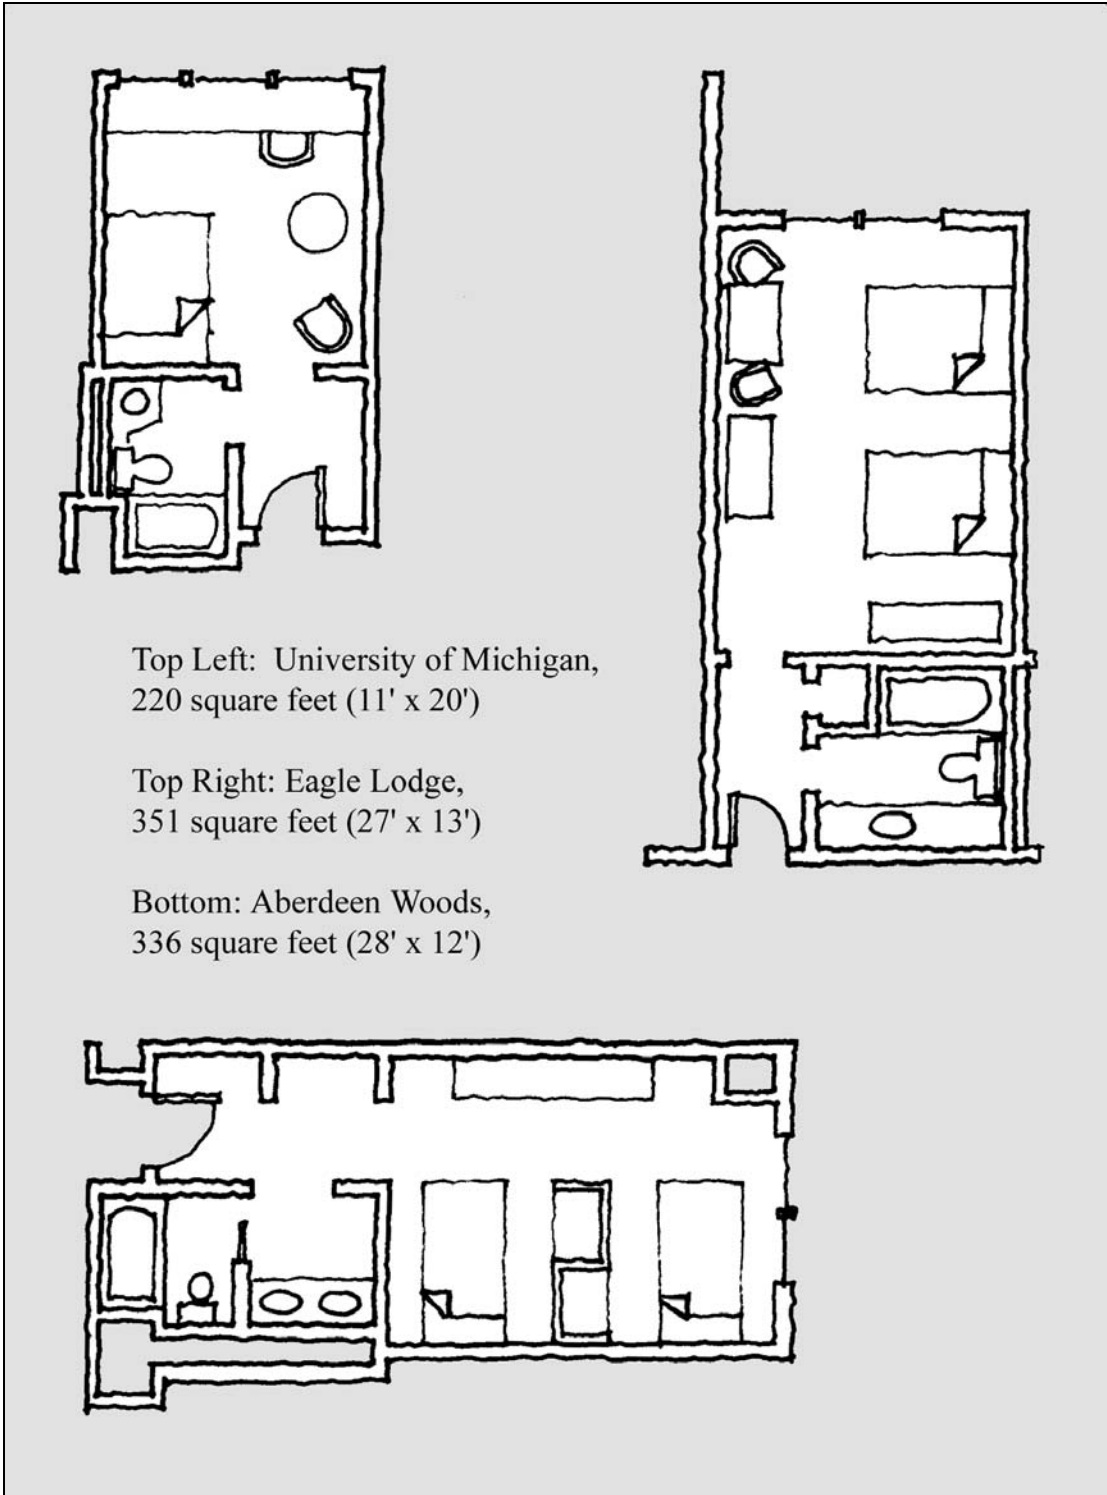 Top Left:  University of Michigan,
220 square feet (11' x 20')
Top Right: Eagle Lodge,
351 square feet (27' x 13')
Bottom: Aberdeen Woods,
336 square feet (28' x 12')